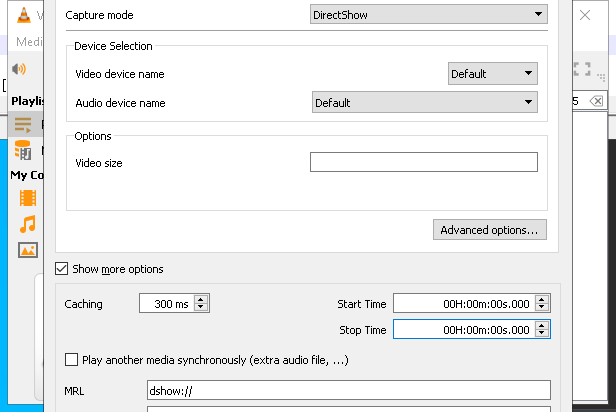 Capture mode DirectShow
Medi
Device Selection
Video device name Default
Audio device name Default
5
Playlis
Options
Video size
My Co
Advanced options...
Show more options
Caching 300 ms Start Time 00H:00m:00s.000
Stop Time 00H:00m:00s.000
Play another media synchronously (extra audio file, ...)
MRL dshow://